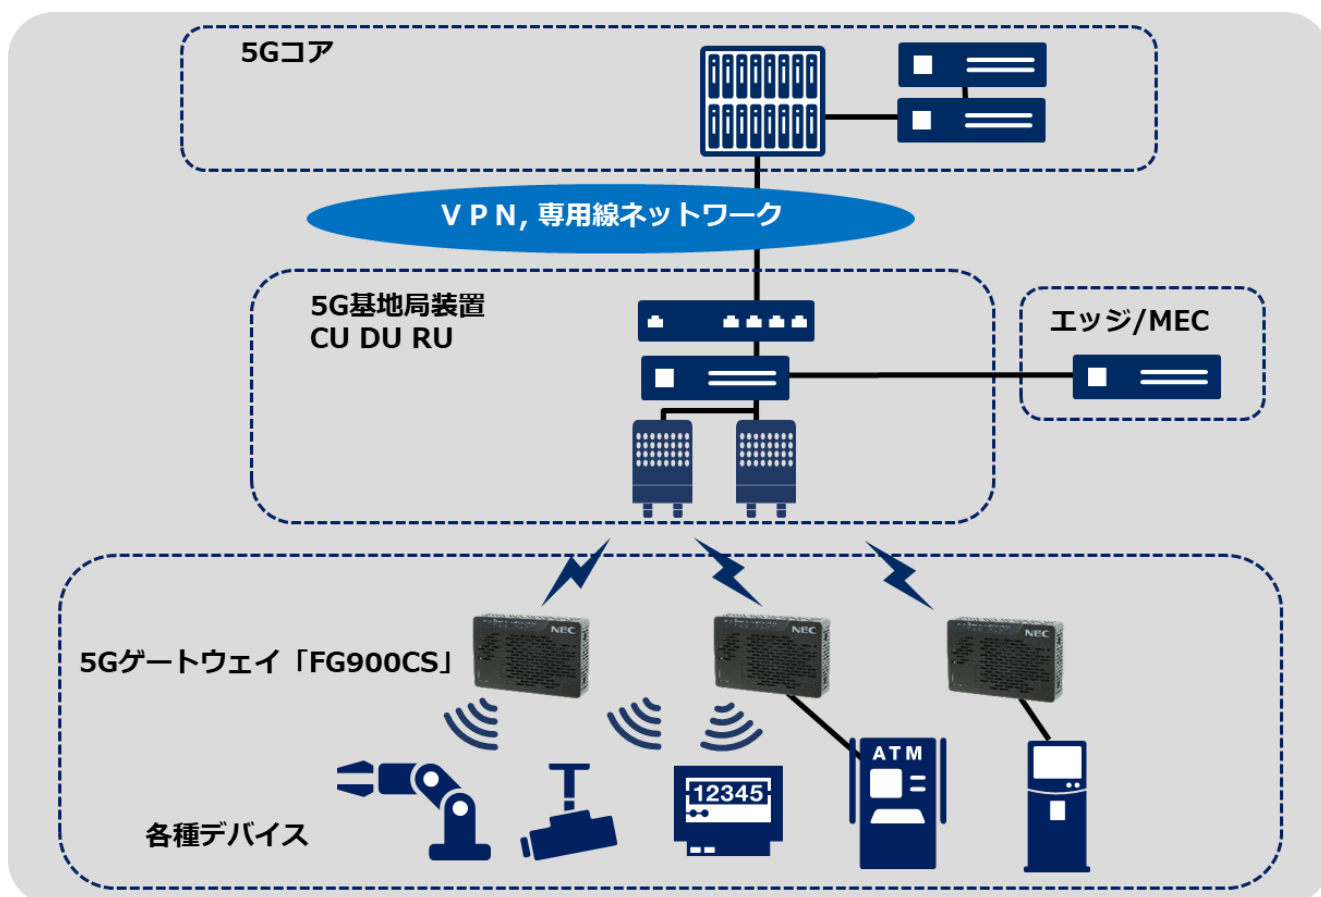 5Gコア
ＶＰＮ, 専用線ネットワーク
5G基地局装置
CU DU RU
エッジ/MEC
NEC
NEC
NEC
5Gゲートウェイ「FG900CS」
ATM
12345
各種デバイス